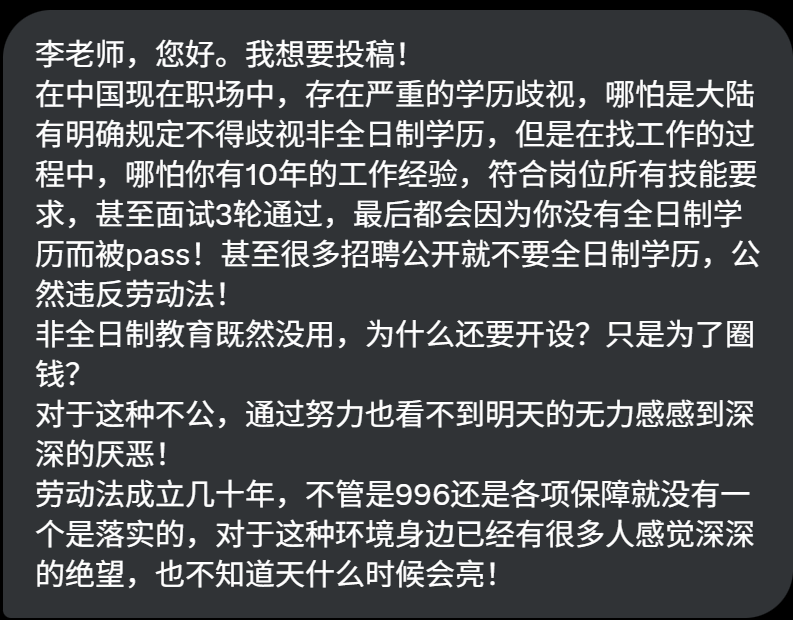 李老师，您好。我想要投稿！
在中国现在职场中，存在严重的学历歧视，哪怕是大陆
有明确规定不得歧视非全日制学历，但是在找工作的过
程中，哪怕你有10年的工作经验，符合岗位所有技能要
求，甚至面试3轮通过，最后都会因为你没有全日制学
历而被pass！甚至很多招聘公开就不要全日制学历，公
然违反劳动法！
非全日制教育既然没用，为什么还要开设？只是为了圈
钱？
对于这种不公，通过努力也看不到明天的无力感感到深
深的厌恶！
劳动法成立几十年，不管是996还是各项保障就没有一
个是落实的，对于这种环境身边已经有很多人感觉深深
的绝望，也不知道天什么时候会亮！